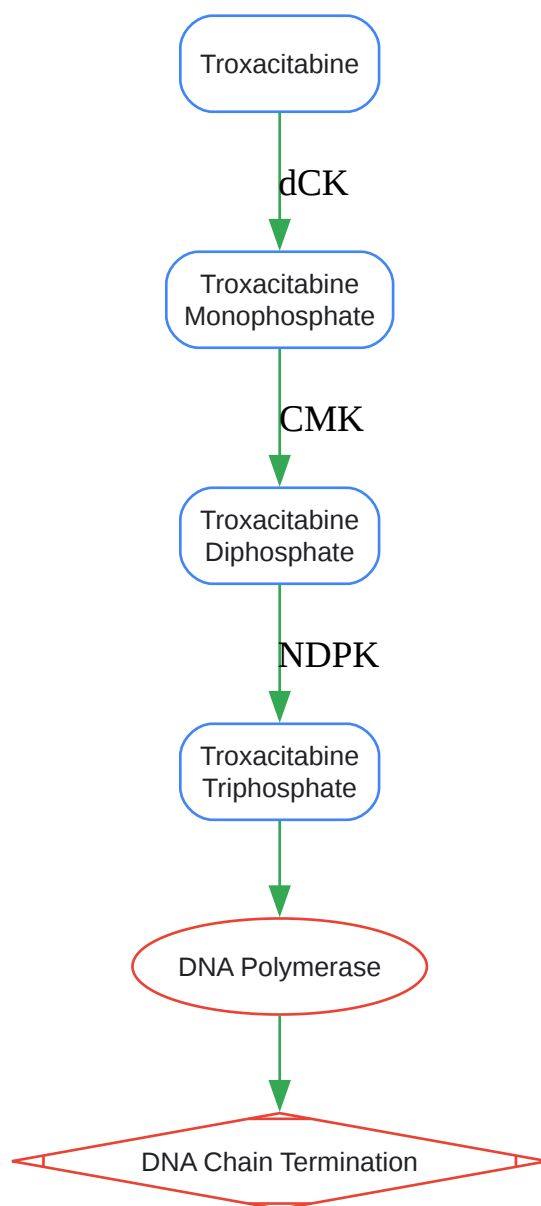 Troxacitabine
dCK
Troxacitabine
Monophosphate
CMK
Troxacitabine
Diphosphate
NDPK
Troxacitabine
Triphosphate
DNA Polymerase
DNA Chain Termination